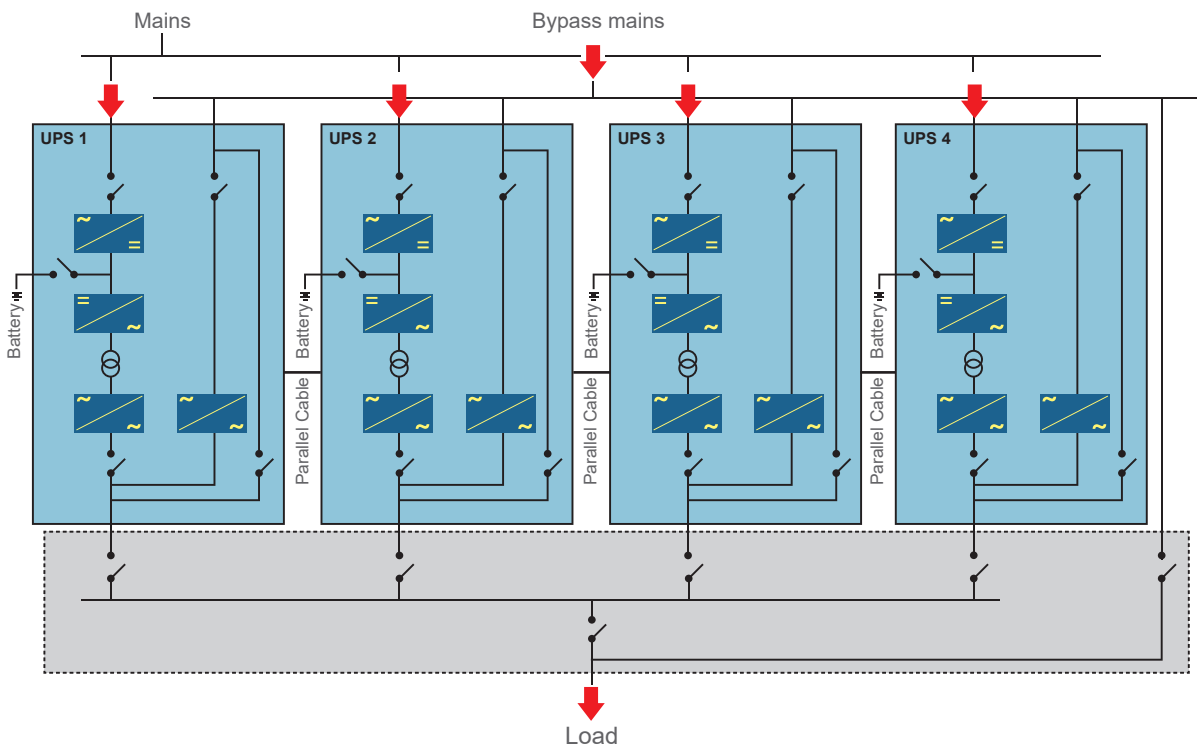 Mains
Bypass mains
UPS 1
UPS 2
UPS 3
UPS 4
Battery
Battery
Battery
Battery
Parallel Cable
Parallel Cable
Parallel Cable
Load